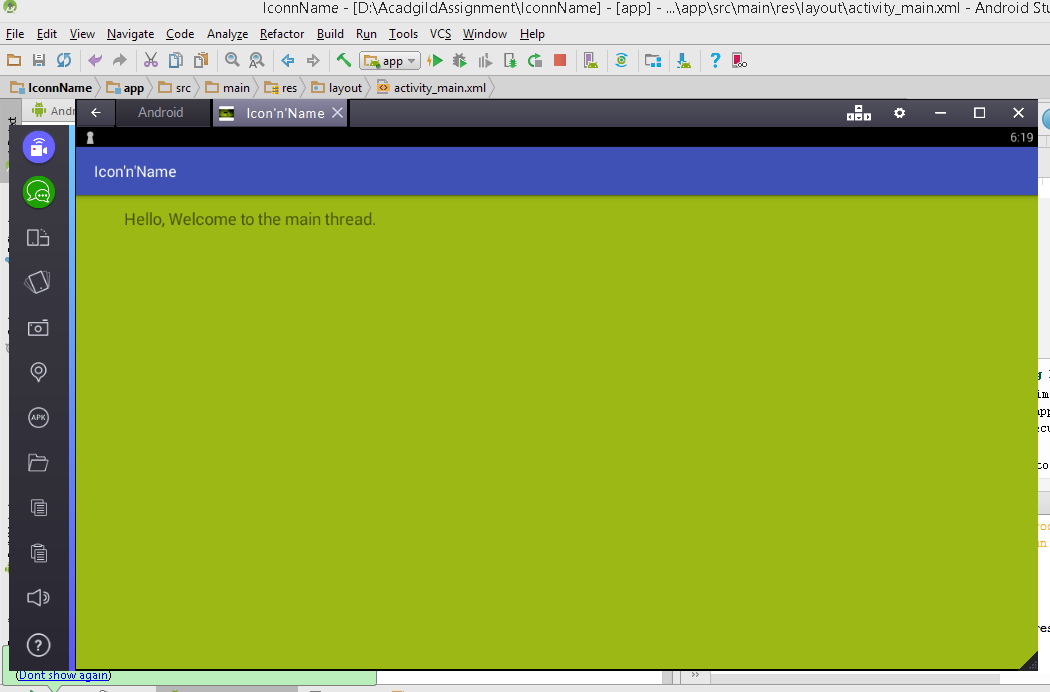 IconnName - [D:\AcadgildAssignment\IconnName] - [app] - ...\app\src\main\res\layout\activity_main.xml - Android Stu
File Edit View Navigate Code Analyze Refactor Build Run Tools VCS Window Help
app
IconnName app src main res layout activity_main.xml
Andr
Android Icon'n'Name
6:19
Icon'n'Name
Hello, Welcome to the main thread.
APK
(Dont show again)